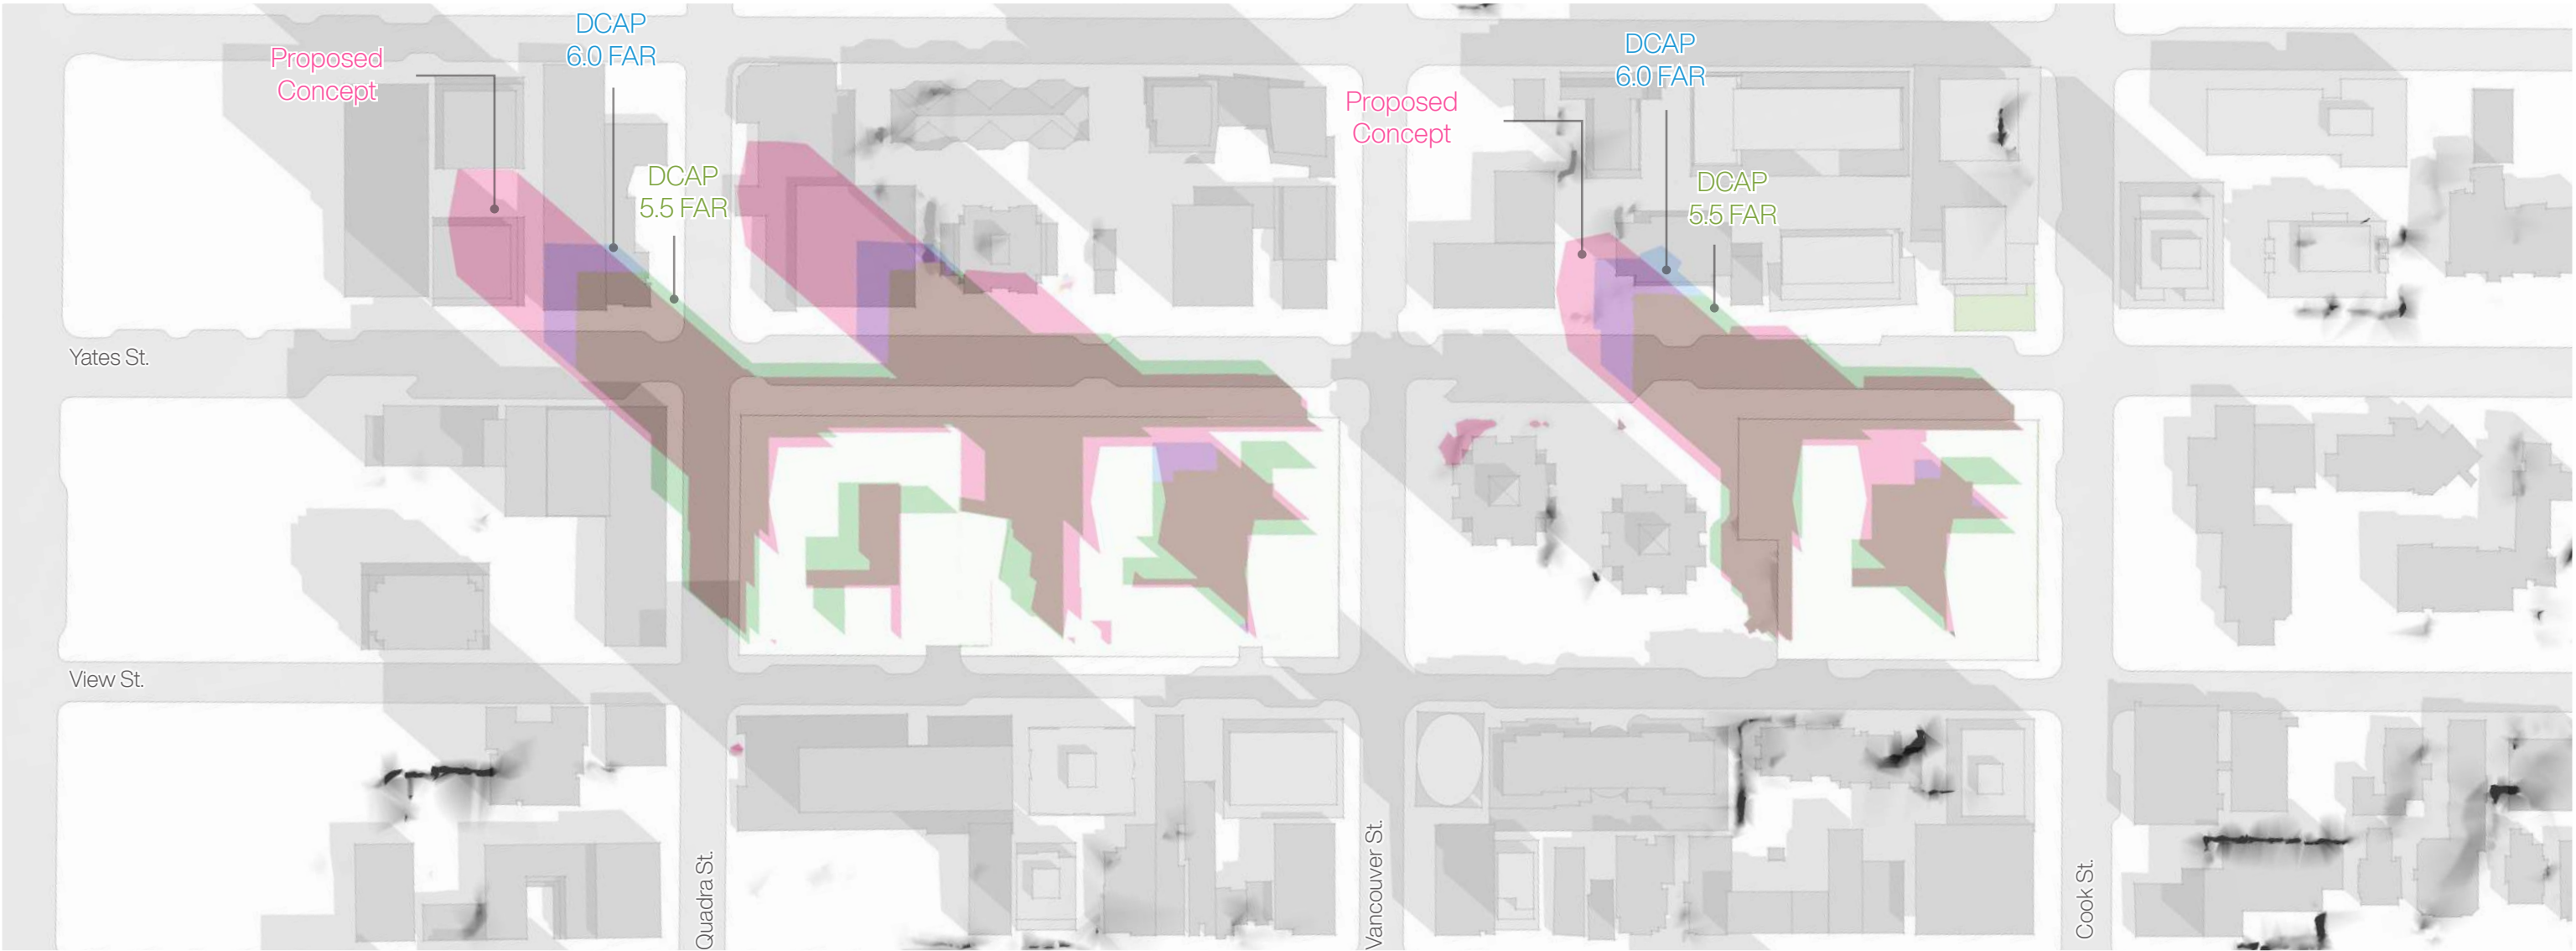 DCAP
6.0 FAR
Proposed
Concept
DCAP
5.5 FAR
DCAP
6.0 FAR
Proposed
Concept
DCAP
5.5 FAR
Yates St.
View St.
Quadra St.
Vancouver St.
Cook St.